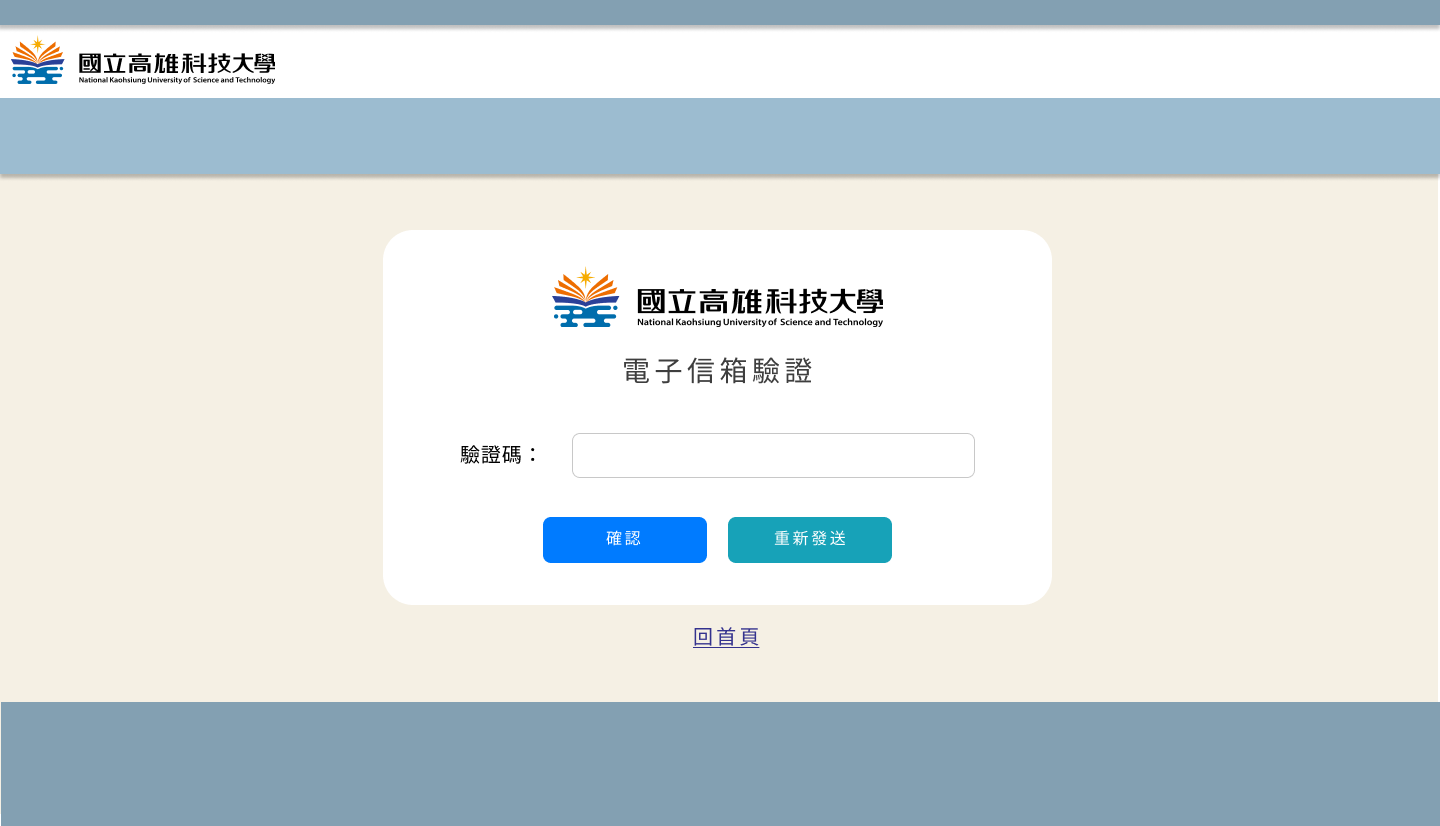 國立高雄科技大學
National Kaohsiung University of Science and Technology
國立高雄科技大學
National Kaohsiung University of Science and Technology
電子信箱驗證
驗證碼：
確認
重新發送
回首頁